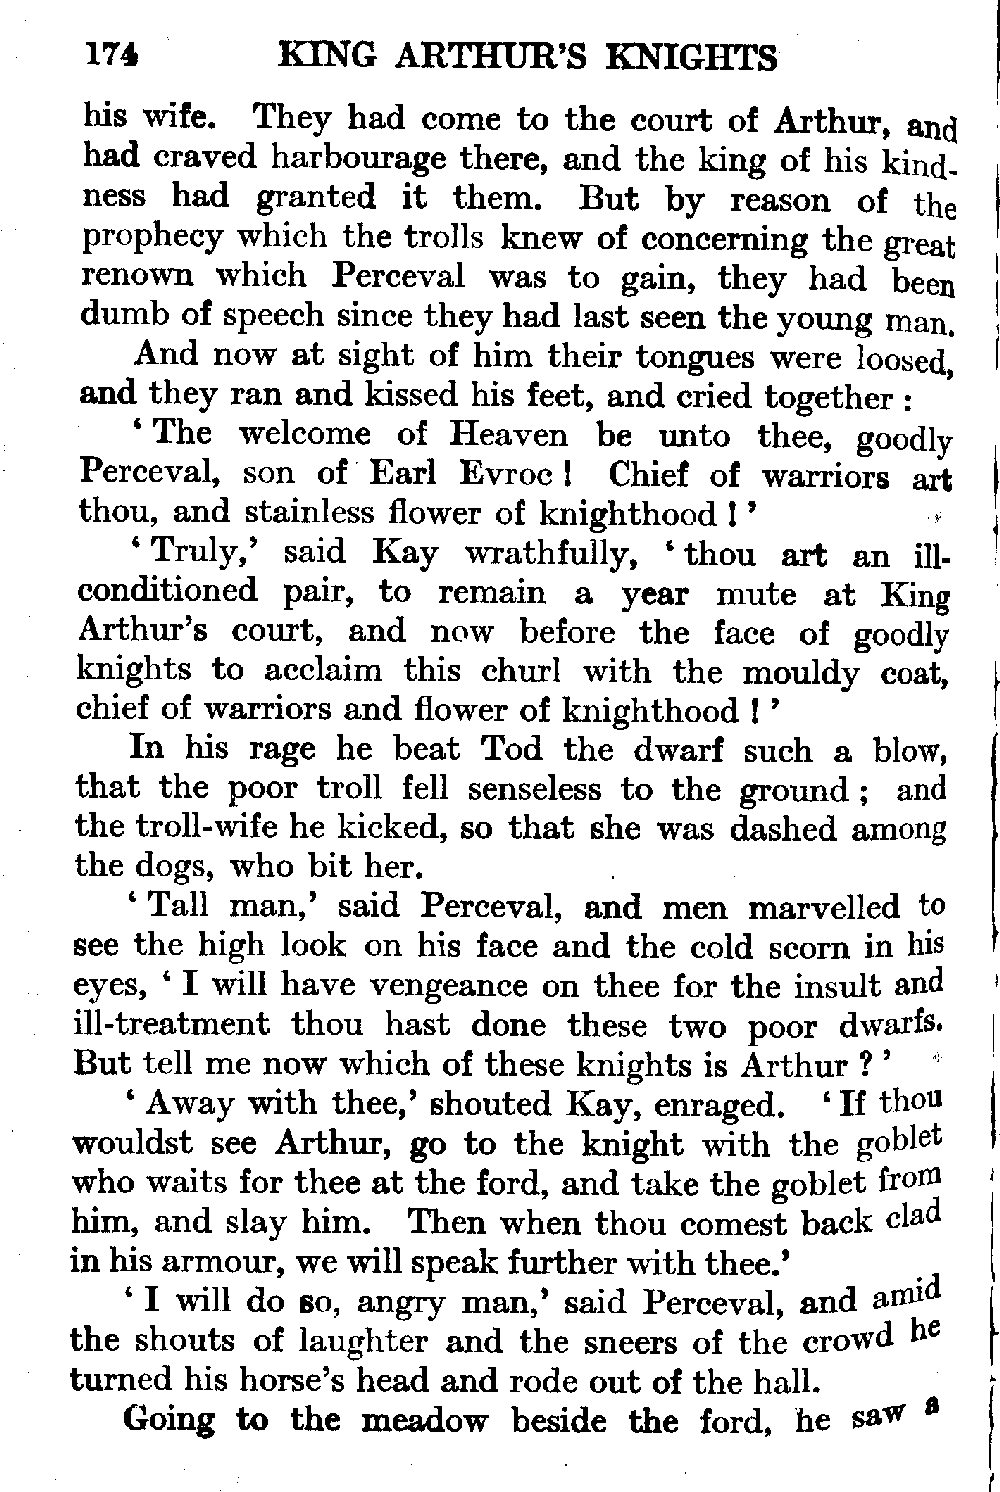 174 KING ARTHUR'S KNIGHTS
his wife. They had come to the court of Arthur, and
had craved harbourage there, and the king of his kind-
ness had granted it them. But by reason of the
prophecy which the trolls knew of concerning the great
renown which Perceval was to gain, they had been
dumb of speech since they had last seen the young man.
And now at sight of him their tongues were loosed,
and they ran and kissed his feet, and cried together :
‘ The welcome of Heaven be unto thee, goodly
Perceval, son of Earl Evroc ! Chief of warriors art
thou, and stainless flower of knighthood ! ’
‘ Truly,’ said Kay wrathfully, ‘ thou art an ill-
conditioned pair, to remain a year mute at King
Arthur's court, and now before the face of goodly
knights to acclaim this churl with the mouldy coat,
chief of warriors and flower of knighthood ! ’
In his rage he beat Tod the dwarf such a blow,
that the poor troll fell senseless to the ground ; and
the troll-wife he kicked, so that she was dashed among
the dogs, who bit her.
‘ Tall man,’ said Perceval, and men marvelled to
see the high look on his face and the cold scorn in his
eyes, ‘ I will have vengeance on thee for the insult and
ill-treatment thou hast done these two poor dwarfs.
But tell me now which of these knights is Arthur ? ’
‘ Away with thee,’ shouted Kay, enraged. ‘ If thou
wouldst see Arthur, go to the knight with the goblet
who waits for thee at the ford, and take the goblet from
him, and slay him. Then when thou comest back clad
in his armour, we will speak further with thee.’
‘ I will do so, angry man,’ said Perceval, and amid
the shouts of laughter and the sneers of the crowd he
turned his horse's head and rode out of the hall.
Going to the meadow beside the ford, he saw a